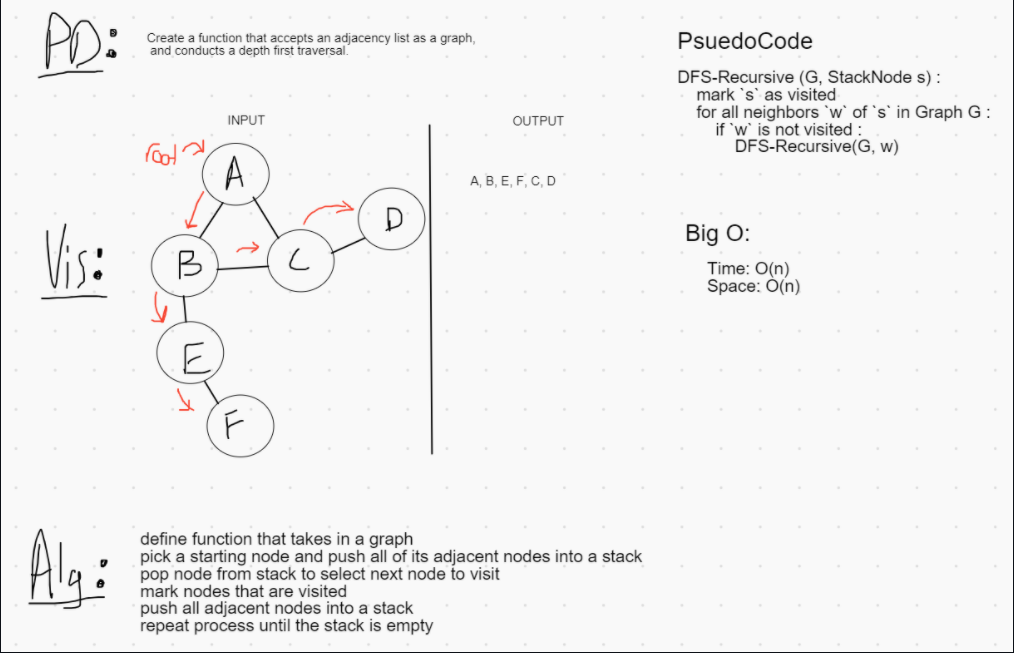 PD:
Create a function that accepts an adjacency list as a graph,
and conducts a depth first traversal.
INPUT
OUTPUT
root
A
B
C
D
E
F
A, B, E, F, C, D
Vis:
PsuedoCode
DFS-Recursive (G, StackNode s) :
mark `s` as visited
for all neighbors `w` of `s` in Graph G :
if `w` is not visited :
DFS-Recursive(G, w)
Big O:
Time: O(n)
Space: O(n)
Alg:
define function that takes in a graph
pick a starting node and push all of its adjacent nodes into a stack
pop node from stack to select next node to visit
mark nodes that are visited
push all adjacent nodes into a stack
repeat process until the stack is empty